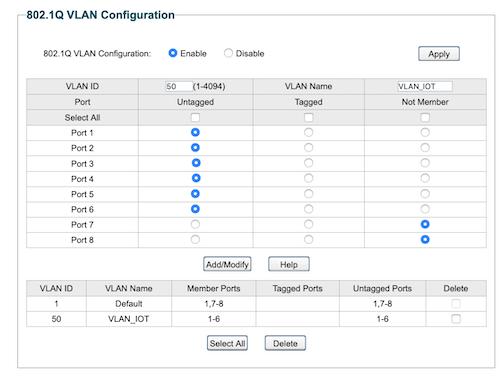 802.1Q VLAN Configuration
802.1Q VLAN Configuration: Enable Disable Apply
VLAN ID 50 (1-4094) VLAN Name VLAN_IOT
Port Untagged Tagged Not Member
Select All
Port 1
Port 2
Port 3
Port 4
Port 5
Port 6
Port 7
Port 8
Add/Modify Help
VLAN ID VLAN Name Member Ports Tagged Ports Untagged Ports Delete
1 Default 1,7-8 1,7-8
50 VLAN_IOT 1-6 1-6
Select All Delete